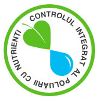 CONTROLUL INTEGRAT AL POLUĂRII CU NUTRIENȚI